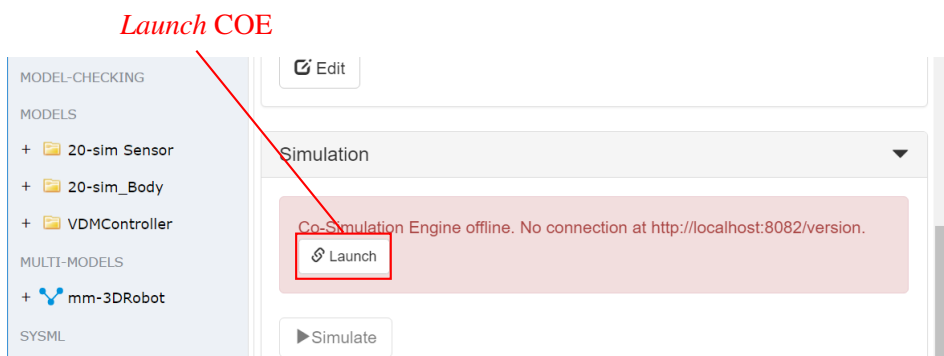 Launch COE
MODEL-CHECKING
MODELS
+ 20-sim Sensor
+ 20-sim_Body
+ VDMController
MULTI-MODELS
+ mm-3DRobot
SYSML
Edit
Simulation
Co-Simulation Engine offline. No connection at http://localhost:8082/version.
Launch
Simulate